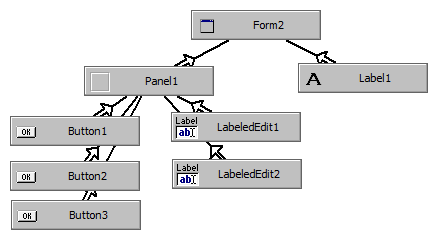 Form2
Panel1
A Label1
OK Button1
Label
ab LabeledEdit1
OK Button2
Label
ab LabeledEdit2
OK Button3